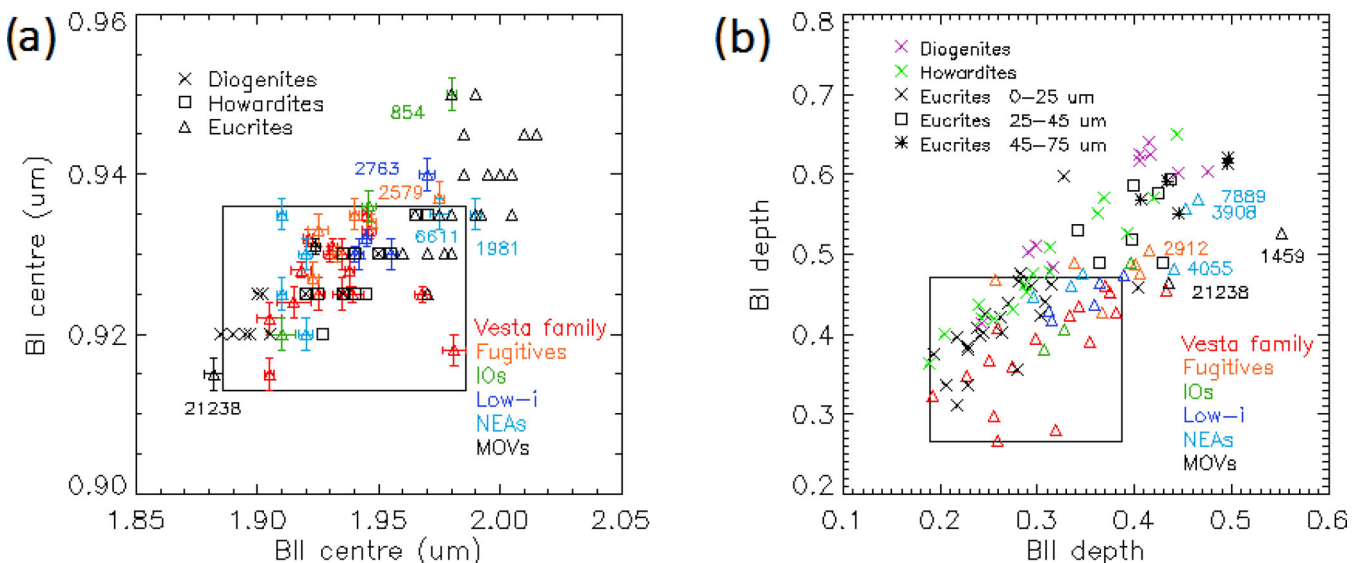 (a)
0.96
0.94
0.92
0.90
BI centre (um)
1.85
1.90
1.95
2.00
2.05
BII centre (um)
Diogenites
Howardites
Eucrites
854
2763
2579
6611
1981
21238
Vesta family
Fugitives
IOs
Low-i
NEAs
MOVs
(b)
0.8
0.7
0.6
0.5
0.4
0.3
0.2
BI depth
0.1
0.2
0.3
0.4
0.5
0.6
BII depth
Diogenites
Howardites
Eucrites 0-25 um
Eucrites 25-45 um
Eucrites 45-75 um
7889
3908
2912
1459
4055
21238
Vesta family
Fugitives
IOs
Low-i
NEAs
MOVs